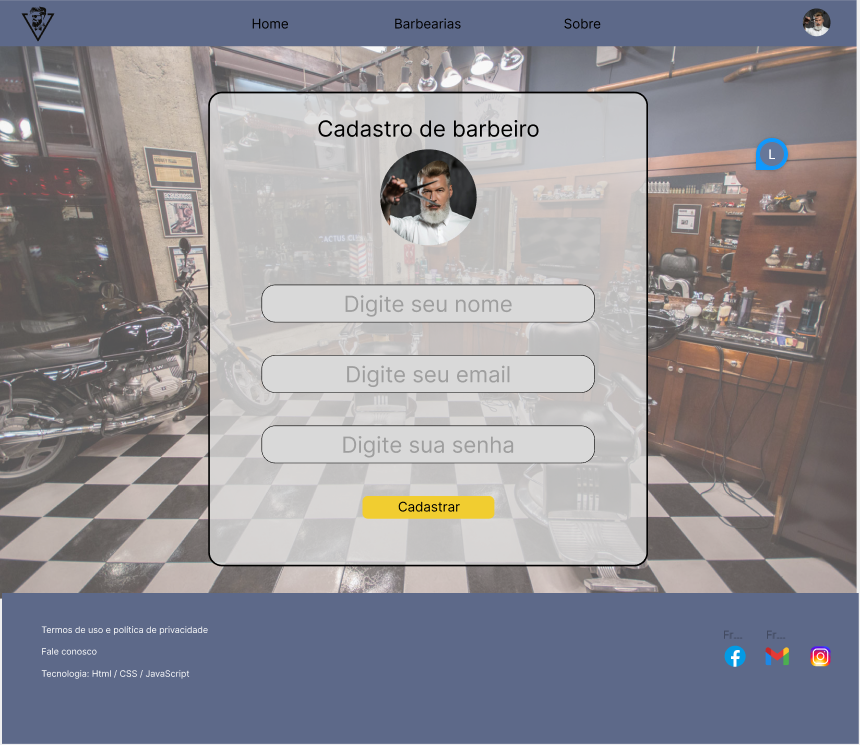 Home
Barbearias
Sobre
Cadastro de barbeiro
L
Digite seu nome
Digite seu email
Digite sua senha
Cadastrar
Termos de uso e política de privacidade
Fale conosco
Tecnologia: Html / CSS / JavaScript
Fr... Fr...